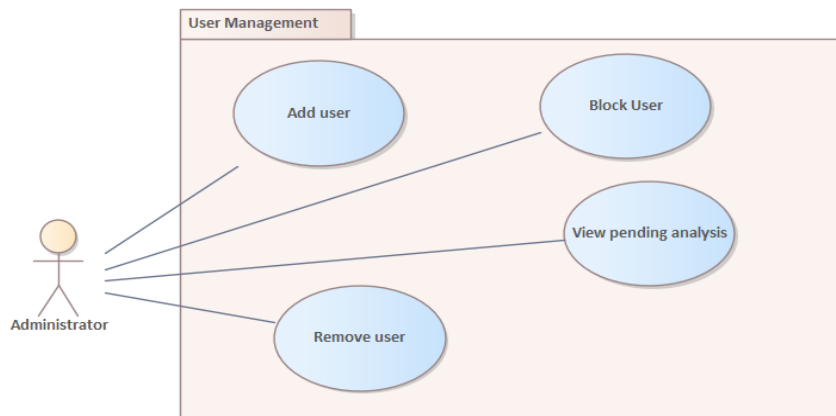 User Management
Add user
Block User
View pending analysis
Administrator
Remove user